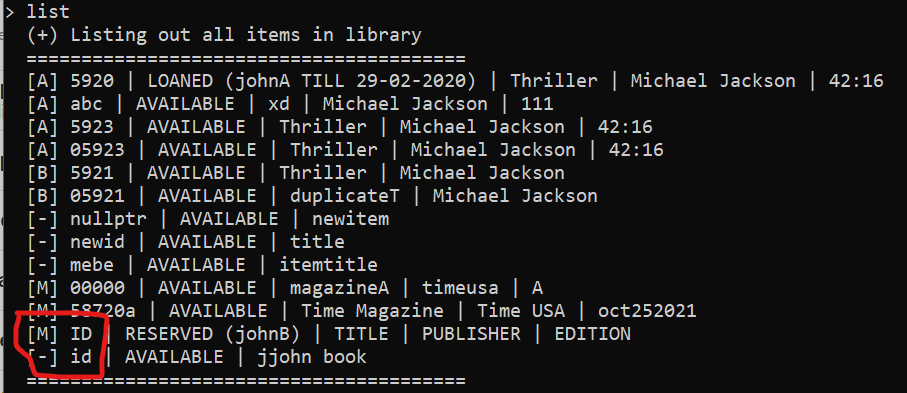 > list
(+) Listing out all items in library
========================================
[A] 5920 | LOANED (johnA TILL 29-02-2020) | Thriller | Michael Jackson | 42:16
[A] abc | AVAILABLE | xd | Michael Jackson | 111
[A] 5923 | AVAILABLE | Thriller | Michael Jackson | 42:16
[A] 05923 | AVAILABLE | Thriller | Michael Jackson | 42:16
[B] 5921 | AVAILABLE | Thriller | Michael Jackson
[B] 05921 | AVAILABLE | duplicateT | Michael Jackson
[-] nullptr | AVAILABLE | newitem
[-] newid | AVAILABLE | title
[-] mebe | AVAILABLE | itemtitle
[M] 00000 | AVAILABLE | magazineA | timeusa | A
[M] 58720a | AVAILABLE | Time Magazine | Time USA | oct252021
[M] ID | RESERVED (johnB) | TITLE | PUBLISHER | EDITION
[-] id | AVAILABLE | jjohn book
========================================